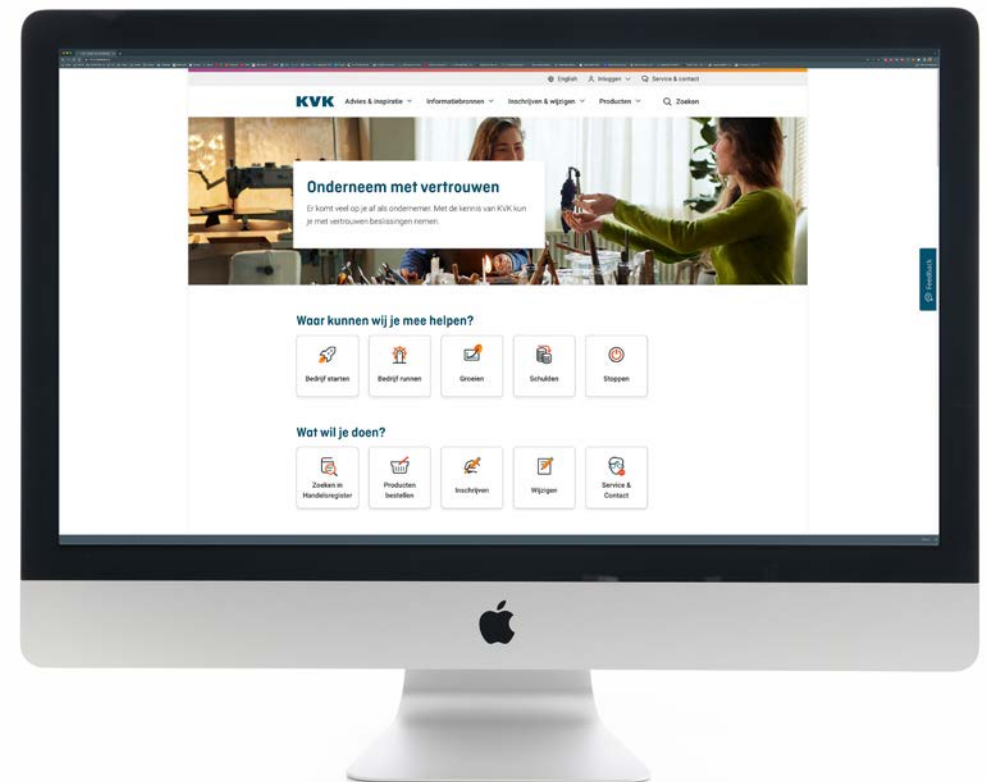 English Inloggen Service & contact
KVK Advies & inspiratie Informatiebronnen Inschrijven & wijzigen Producten Zoeken
Onderneem met vertrouwen
Er komt veel op je af als ondernemer. Met de kennis van KVK kun
je met vertrouwen beslissingen nemen.
Feedback
Waar kunnen wij je mee helpen?
Bedrijf starten Bedrijf runnen Groeien Schulden Stoppen
Wat wil je doen?
Zoeken in
Handelsregister
Producten
bestellen
Inschrijven
Wijzigen
Service &
Contact